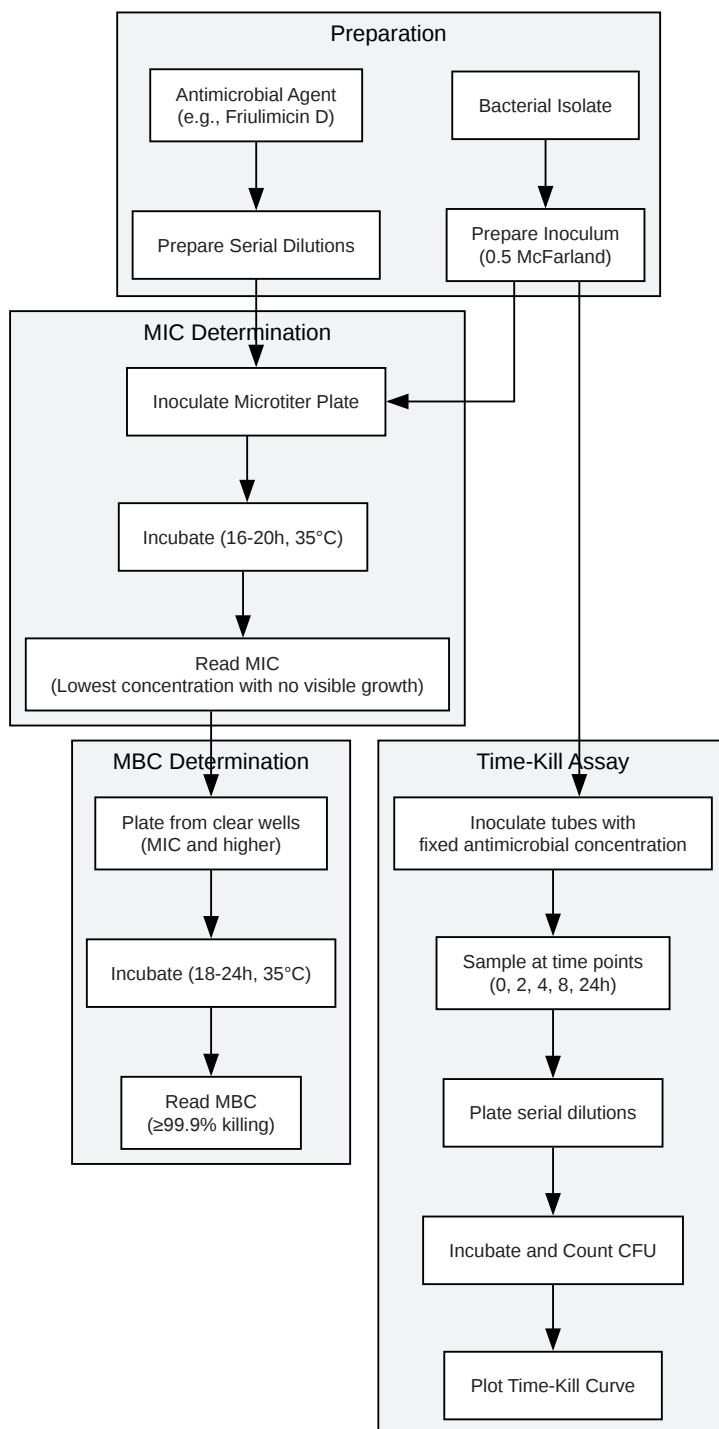 Preparation
Antimicrobial Agent
(e.g., Friulimicin D)
Bacterial Isolate
Prepare Serial Dilutions
Prepare Inoculum
(0.5 McFarland)
MIC Determination
Inoculate Microtiter Plate
Incubate (16-20h, 35°C)
Read MIC
(Lowest concentration with no visible growth)
MBC Determination
Plate from clear wells
(MIC and higher)
Incubate (18-24h, 35°C)
Read MBC
(≥99.9% killing)
Time-Kill Assay
Inoculate tubes with
fixed antimicrobial concentration
Sample at time points
(0, 2, 4, 8, 24h)
Plate serial dilutions
Incubate and Count CFU
Plot Time-Kill Curve